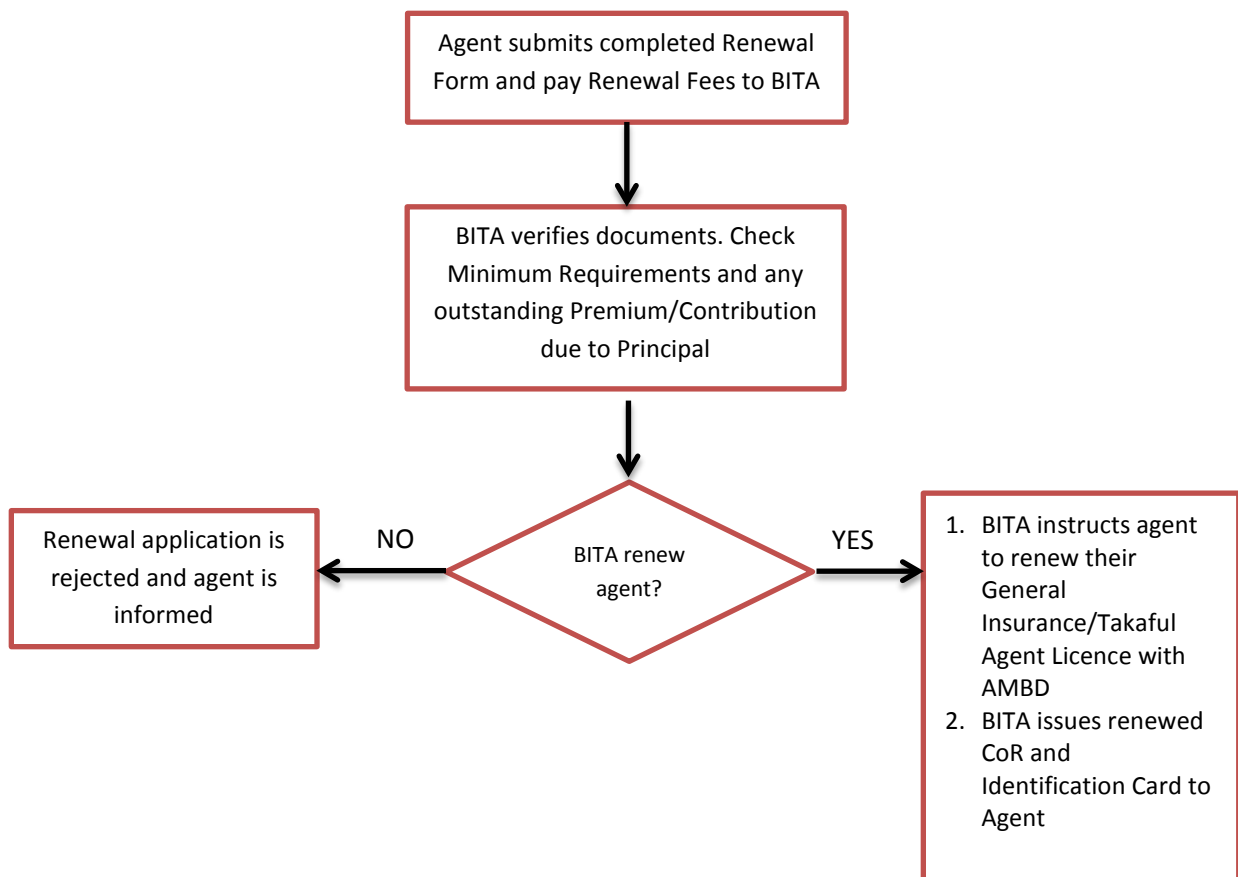 Agent submits completed Renewal
Form and pay Renewal Fees to BITA
BITA verifies documents. Check
Minimum Requirements and any
outstanding Premium/Contribution
due to Principal
NO
BITA renew
agent?
YES
Renewal application is
rejected and agent is
informed
1. BITA instructs agent
to renew their
General
Insurance/Takaful
Agent Licence with
AMBD
2. BITA issues renewed
CoR and
Identification Card to
Agent